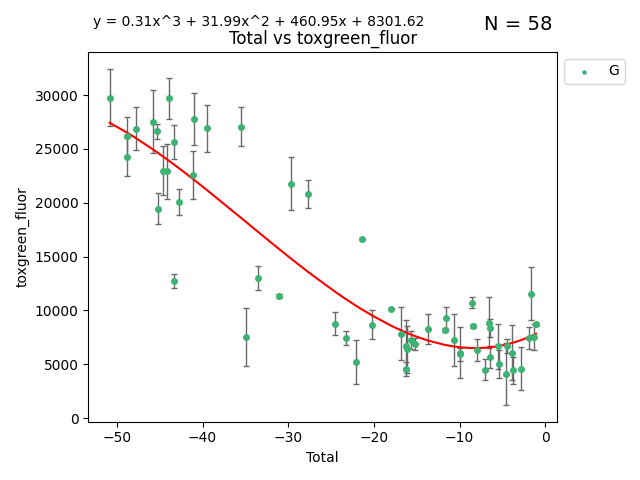 y = 0.31x^3 + 31.99x^2 + 460.95x + 8301.62
N = 58
Total vs toxgreen_fluor
G
30000
25000
20000
15000
10000
5000
0
toxgreen_fluor
−50 −40 −30 −20 −10 0
Total